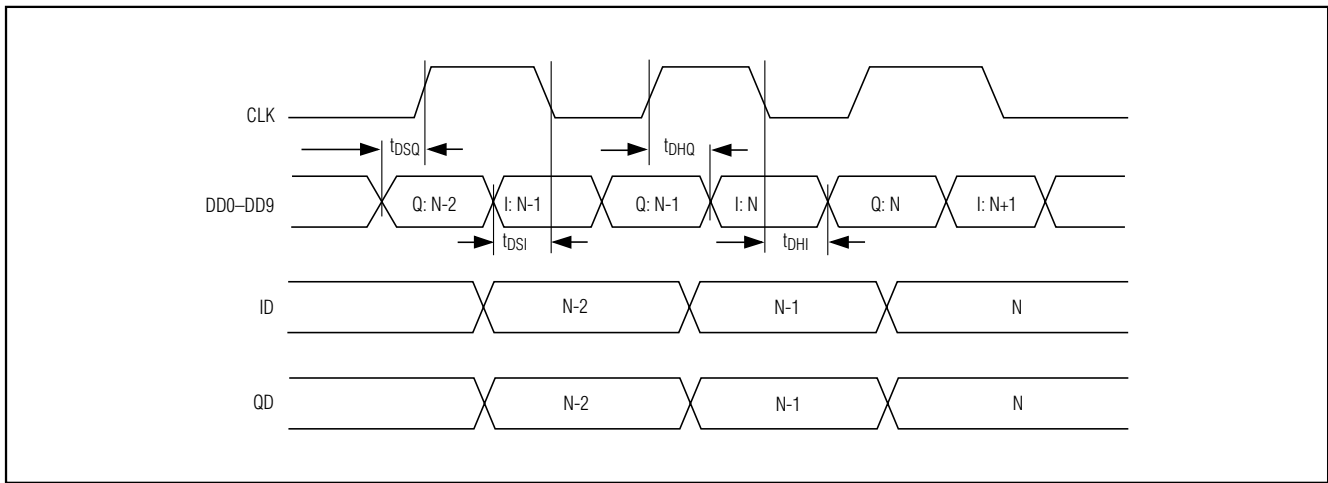 CLK
tDSQ
tDHQ
DD0–DD9
Q: N-2
I: N-1
Q: N-1
I: N
Q: N
I: N+1
tDSI
tDHI
ID
N-2
N-1
N
QD
N-2
N-1
N